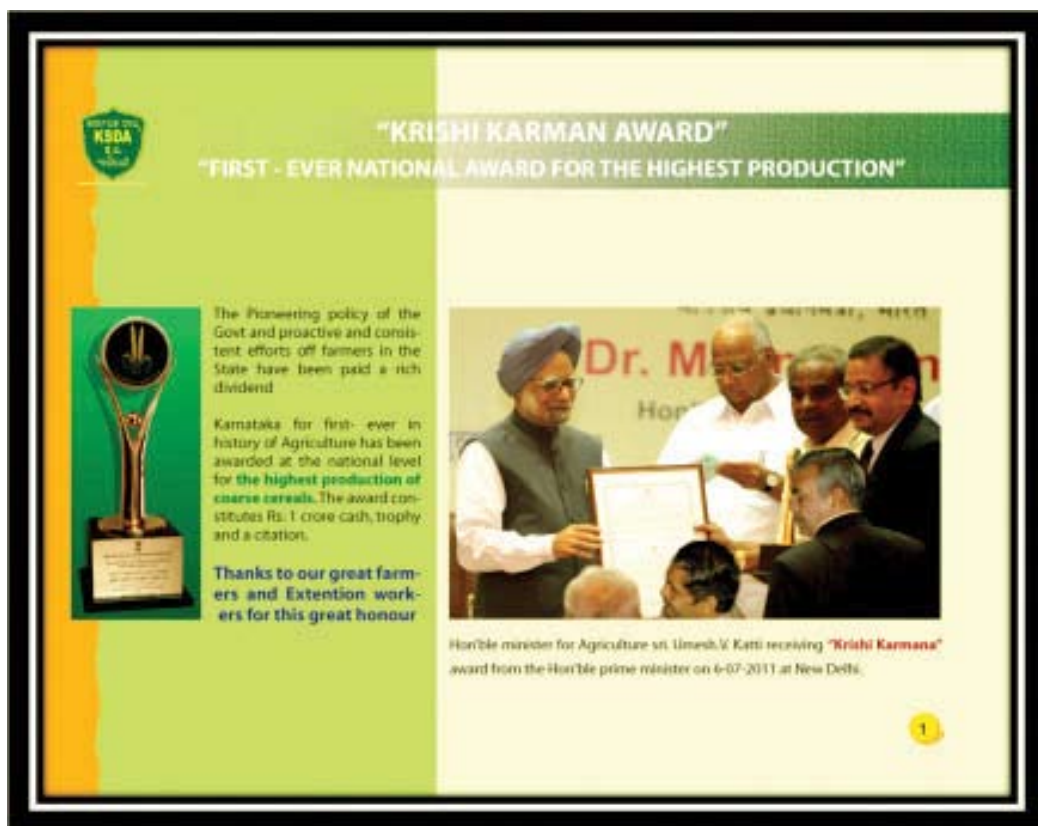 KSDA
"KRISHI KARMAN AWARD"
"FIRST - EVER NATIONAL AWARD FOR THE HIGHEST PRODUCTION"
The Pioneering policy of the
Govt and proactive and consis-
tent efforts off farmers in the
State have been paid a rich
dividend
Karnataka for first- ever in
history of Agriculture has been
awarded at the national level
for the highest production of
coarse cereals. The award con-
stitutes Rs. 1 crore cash, trophy
and a citation.
Thanks to our great farm-
ers and Extention work-
ers for this great honour
Dr. M
Hon'
Hon'ble minister for Agriculture sri. Umesh.V. Katti receiving "Krishi Karmana"
award from the Hon'ble prime minister on 6-07-2011 at New Delhi.
1